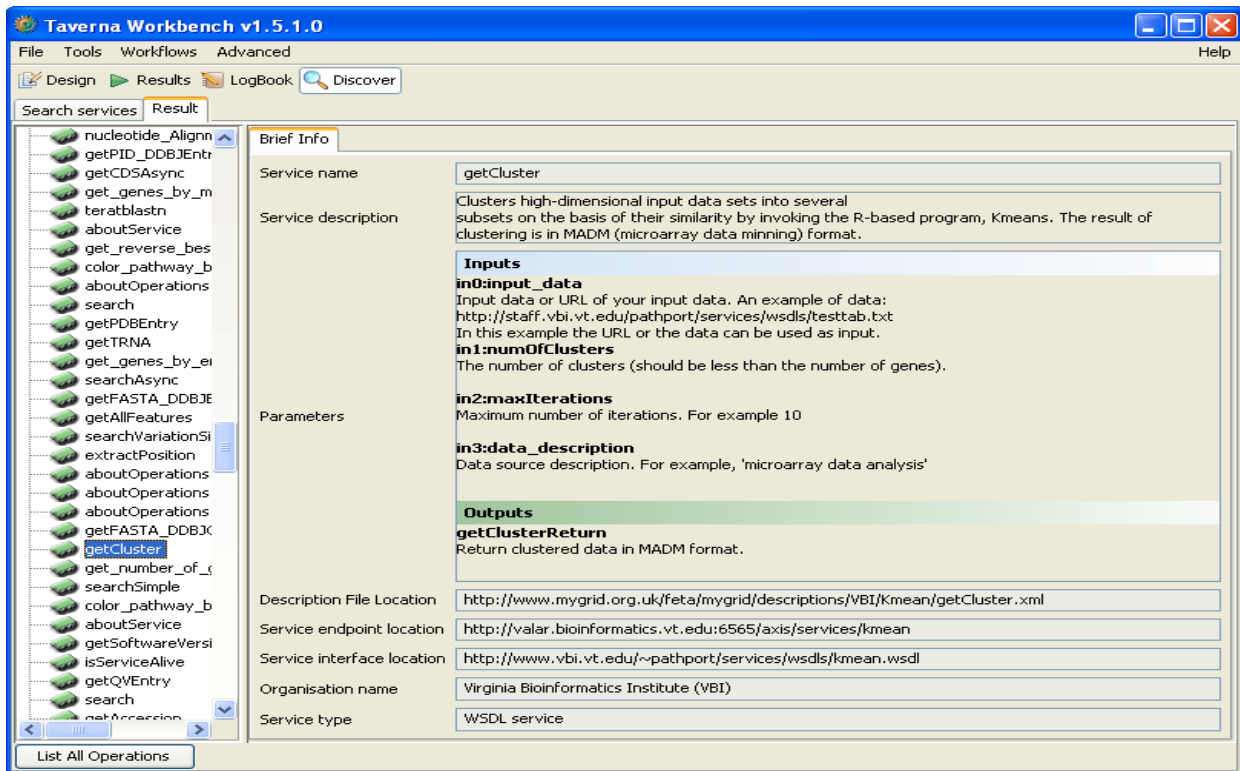 Taverna Workbench v1.5.1.0
File Tools Workflows Advanced Help
Design Results LogBook Discover
Search services Result
nucleotide_Alignn
getPID_DDBJEntr
getCDSAsync
get_genes_by_m
teratblastn
aboutService
get_reverse_bes
color_pathway_b
aboutOperations
search
getPDBEntry
getTRNA
get_genes_by_e
searchAsync
getFASTA_DDBJE
getAllFeatures
searchVariationSi
extractPosition
aboutOperations
aboutOperations
aboutOperations
getFASTA_DDBJ
getCluster
get_number_of_
searchSimple
color_pathway_b
aboutService
getSoftwareVersi
isServiceAlive
getQVEntry
search
getAccession
List All Operations
Brief Info
Service name getCluster
Service description
Clusters high-dimensional input data sets into several
subsets on the basis of their similarity by invoking the R-based program, Kmeans. The result of
clustering is in MADM (microarray data minning) format.
Parameters
Inputs
in0:input_data
Input data or URL of your input data. An example of data:
http://staff.vbi.vt.edu/pathport/services/wsdls/testtab.txt
In this example the URL or the data can be used as input.
in1:numOfClusters
The number of clusters (should be less than the number of genes).
in2:maxIterations
Maximum number of iterations. For example 10
in3:data_description
Data source description. For example, 'microarray data analysis'
Outputs
getClusterReturn
Return clustered data in MADM format.
Description File Location http://www.mygrid.org.uk/feta/mygrid/descriptions/VBI/Kmean/getCluster.xml
Service endpoint location http://valar.bioinformatics.vt.edu:6565/axis/services/kmean
Service interface location http://www.vbi.vt.edu/~pathport/services/wsdls/kmean.wsdl
Organisation name Virginia Bioinformatics Institute (VBI)
Service type WSDL service